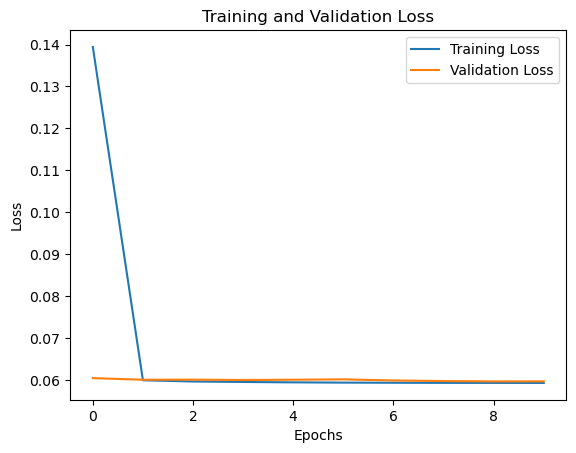 Training and Validation Loss
Training Loss
Validation Loss
0.14
0.13
0.12
0.11
0.10
0.09
0.08
0.07
0.06
Loss
0 2 4 6 8
Epochs